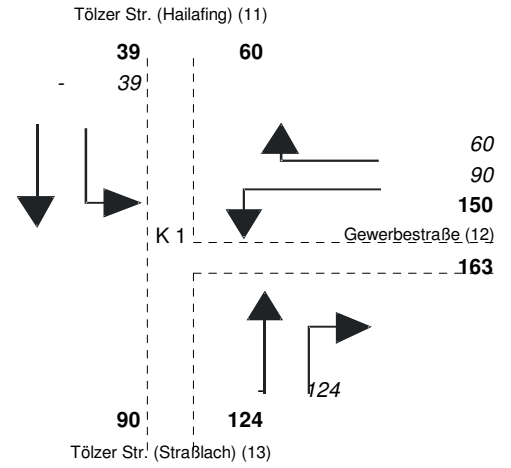 Tölzer Str. (Hailafing) (11)
39 60
- 39
60
90
150
K 1 Gewerbestraße (12)
163
- 124
90 124
Tölzer Str. (Straßlach) (13)